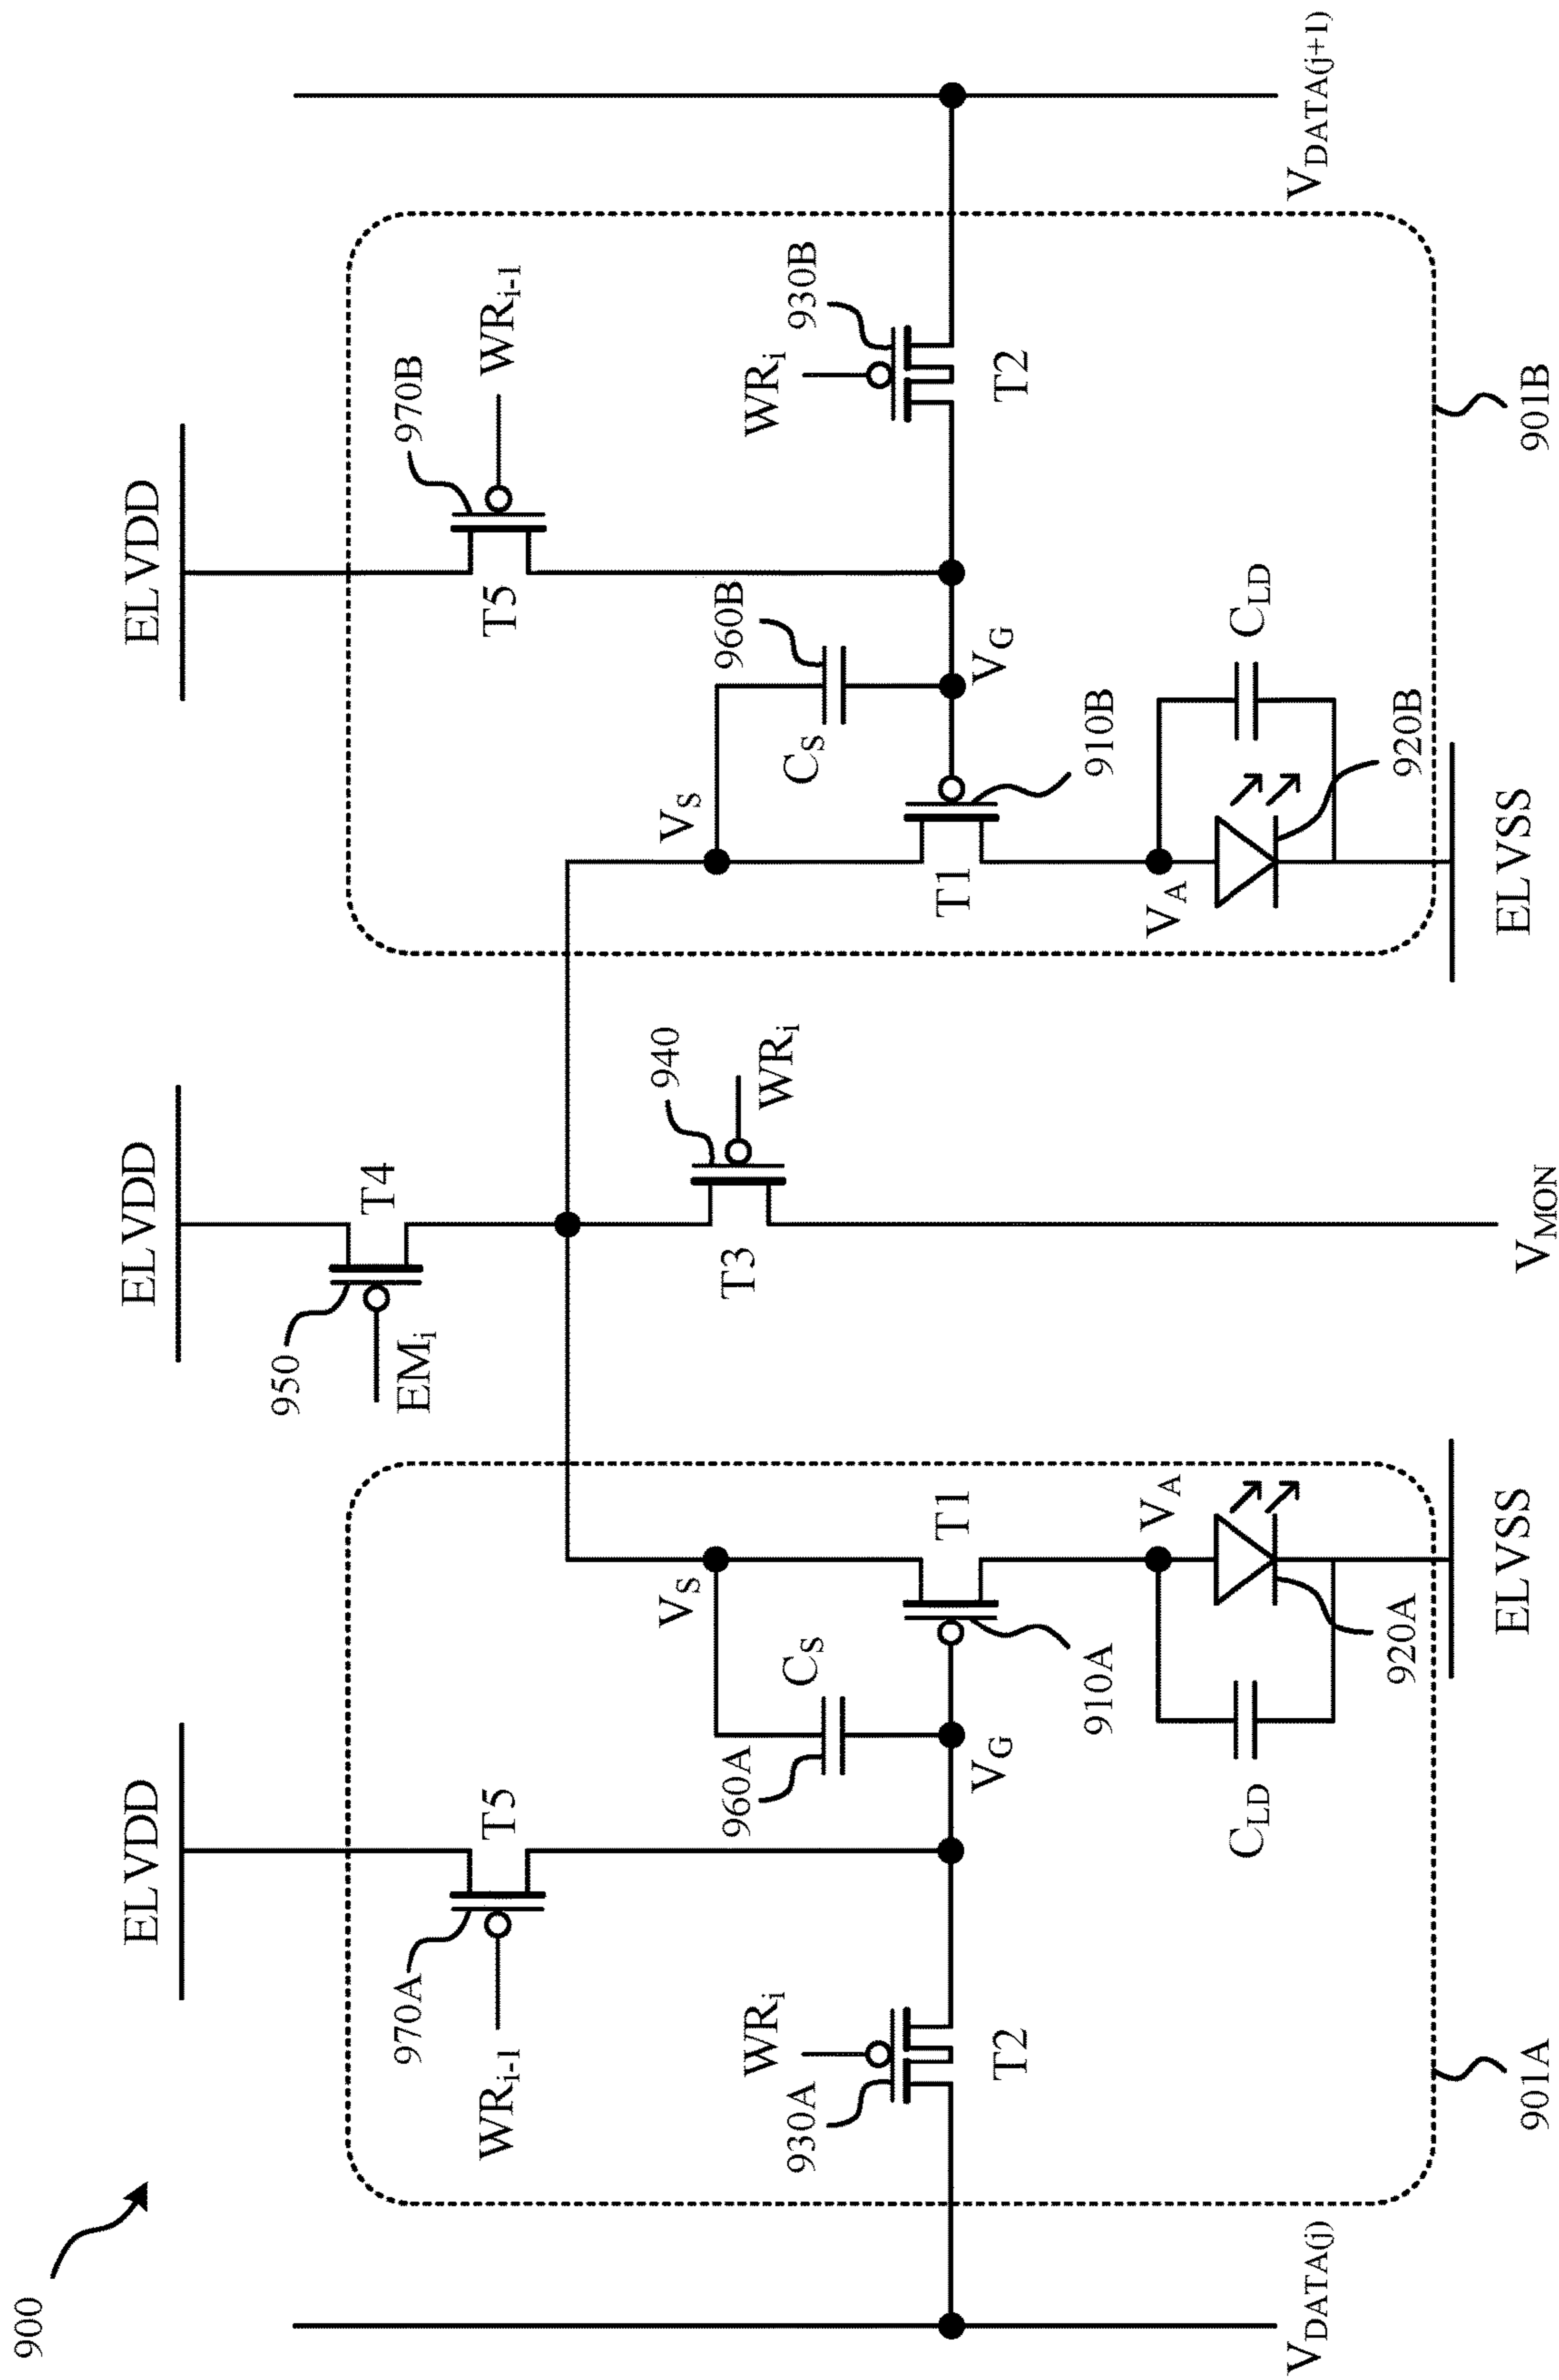 900
ELVDD
ELVDD
ELVDD
950
T4
EMi
970A
T5
WRi-1
970B
T5
WRi-1
VS
VS
940
T3
WRi
960A
CS
960B
CS
WRi
930A
T2
WRi
930B
T2
VG
T1
910A
VG
T1
910B
VA
VA
CLD
920A
CLD
920B
VDATA(j)
901A
ELVSS
VMON
ELVSS
901B
VDATA(j+1)